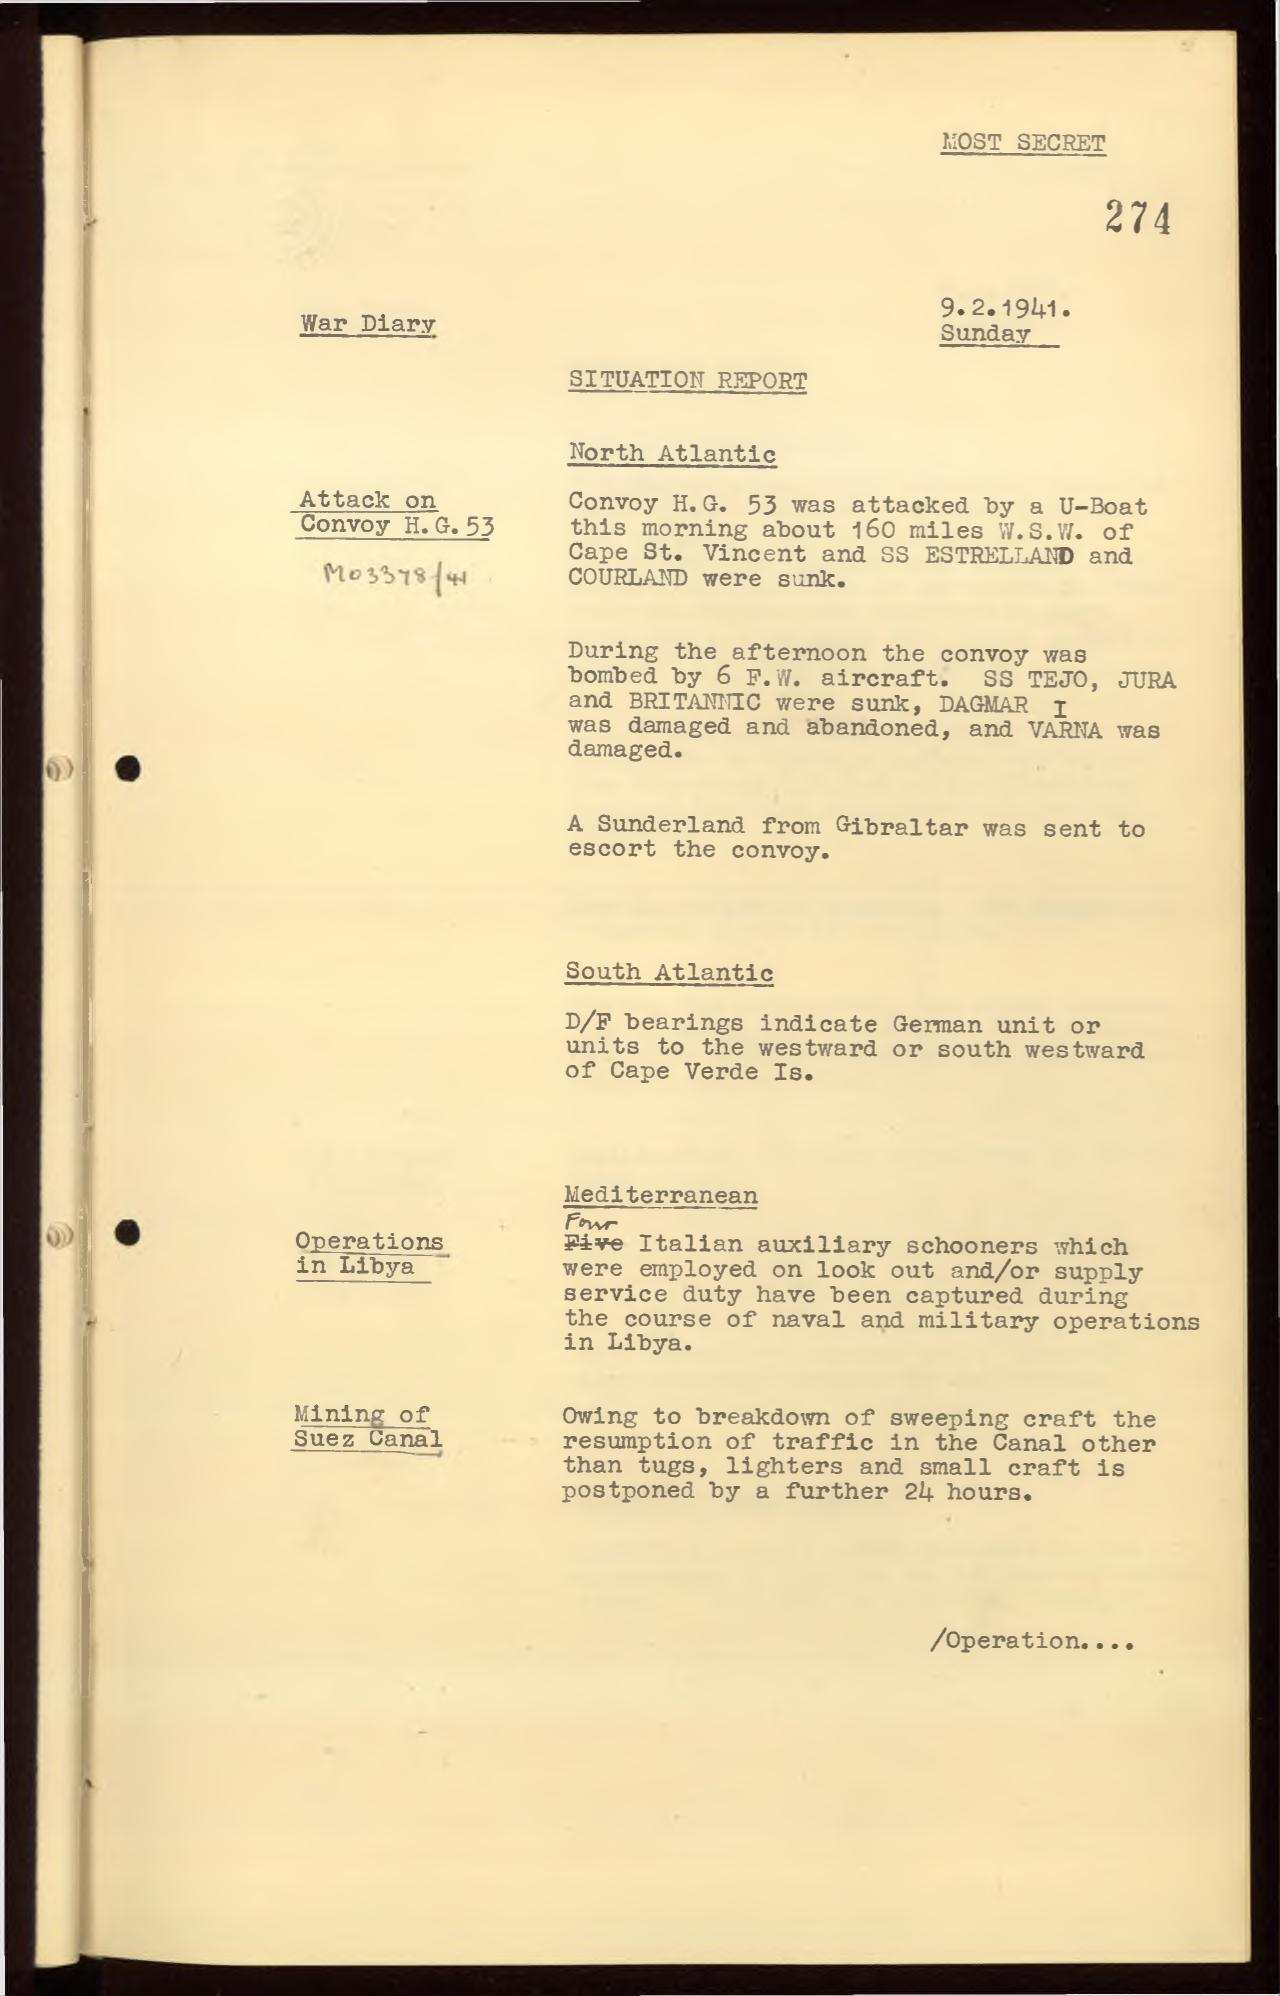 MOST SECRET
274
War Diary
9.2.1941.
Sunday
SITUATION REPORT
North Atlantic
Attack on
Convoy H.G. 53
M03378/41
Convoy H.G. 53 was attacked by a U-Boat
this morning about 160 miles W.S.W. of
Cape St. Vincent and SS ESTRELLAND and
COURLAND were sunk.
During the afternoon the convoy was
bombed by 6 F.W. aircraft. SS TEJO, JURA
and BRITANNIC were sunk, DAGMAR I
was damaged and abandoned, and VARNA was
damaged.
A Sunderland from Gibraltar was sent to
escort the convoy.
South Atlantic
D/F bearings indicate German unit or
units to the westward or south westward
of Cape Verde Is.
Mediterranean
Operations
in Libya
Four
Five Italian auxiliary schooners which
were employed on look out and/or supply
service duty have been captured during
the course of naval and military operations
in Libya.
Mining of
Suez Canal
Owing to breakdown of sweeping craft the
resumption of traffic in the Canal other
than tugs, lighters and small craft is
postponed by a further 24 hours.
/Operation....